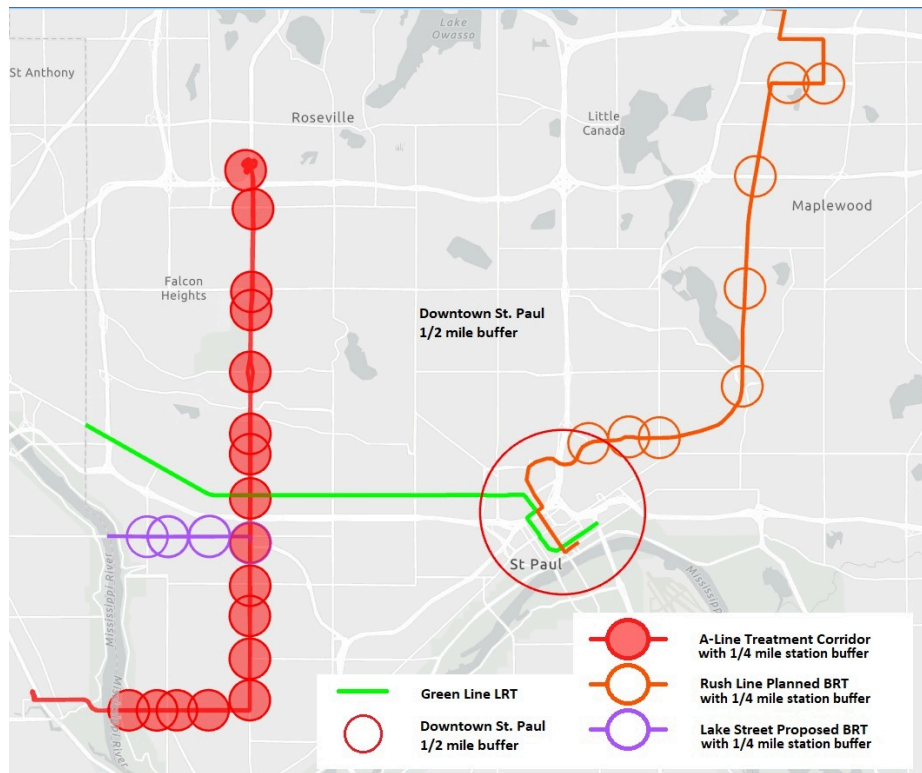 Lake
Owasso
St Anthony
Roseville
Little
Canada
Maplewood
Falcon
Heights
Downtown St. Paul
1/2 mile buffer
St Paul
Mississippi River
Mississippi River
Mississipp
A-Line Treatment Corridor
with 1/4 mile station buffer
Rush Line Planned BRT
with 1/4 mile station buffer
Lake Street Proposed BRT
with 1/4 mile station buffer
Green Line LRT
Downtown St. Paul
1/2 mile buffer